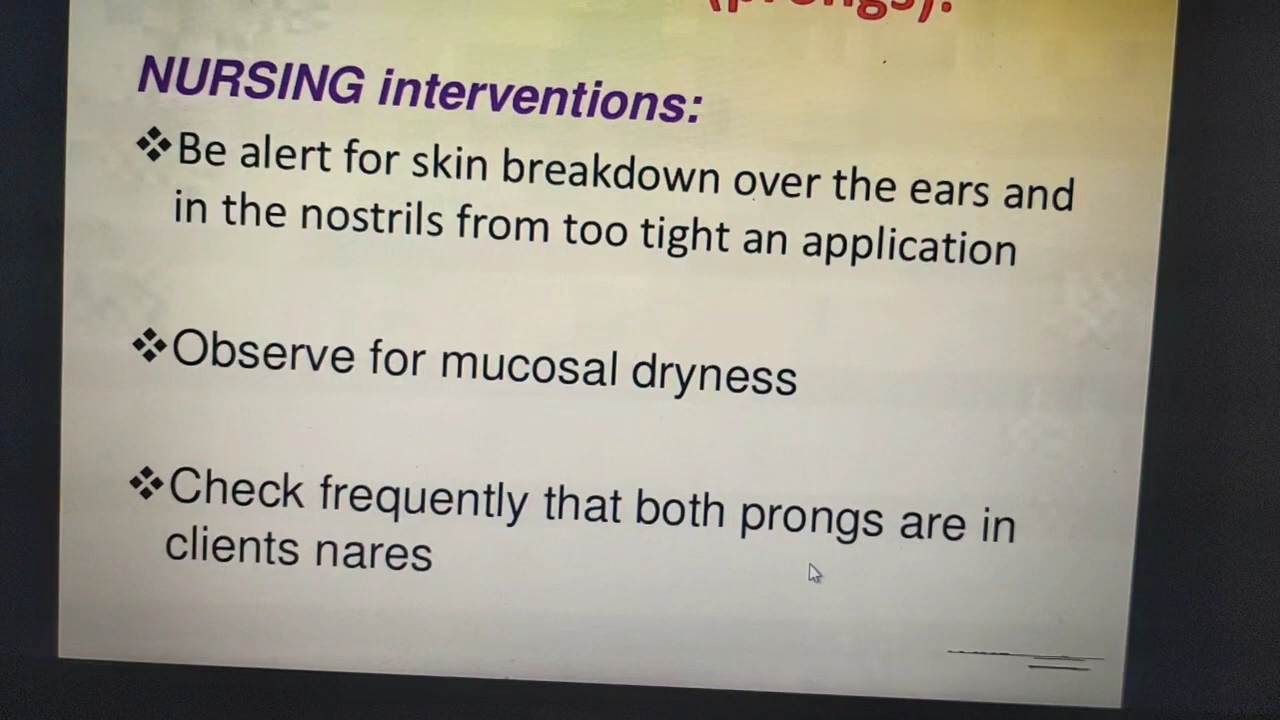 (prongs):
NURSING interventions:
❖Be alert for skin breakdown over the ears and
in the nostrils from too tight an application
❖Observe for mucosal dryness
❖Check frequently that both prongs are in
clients nares